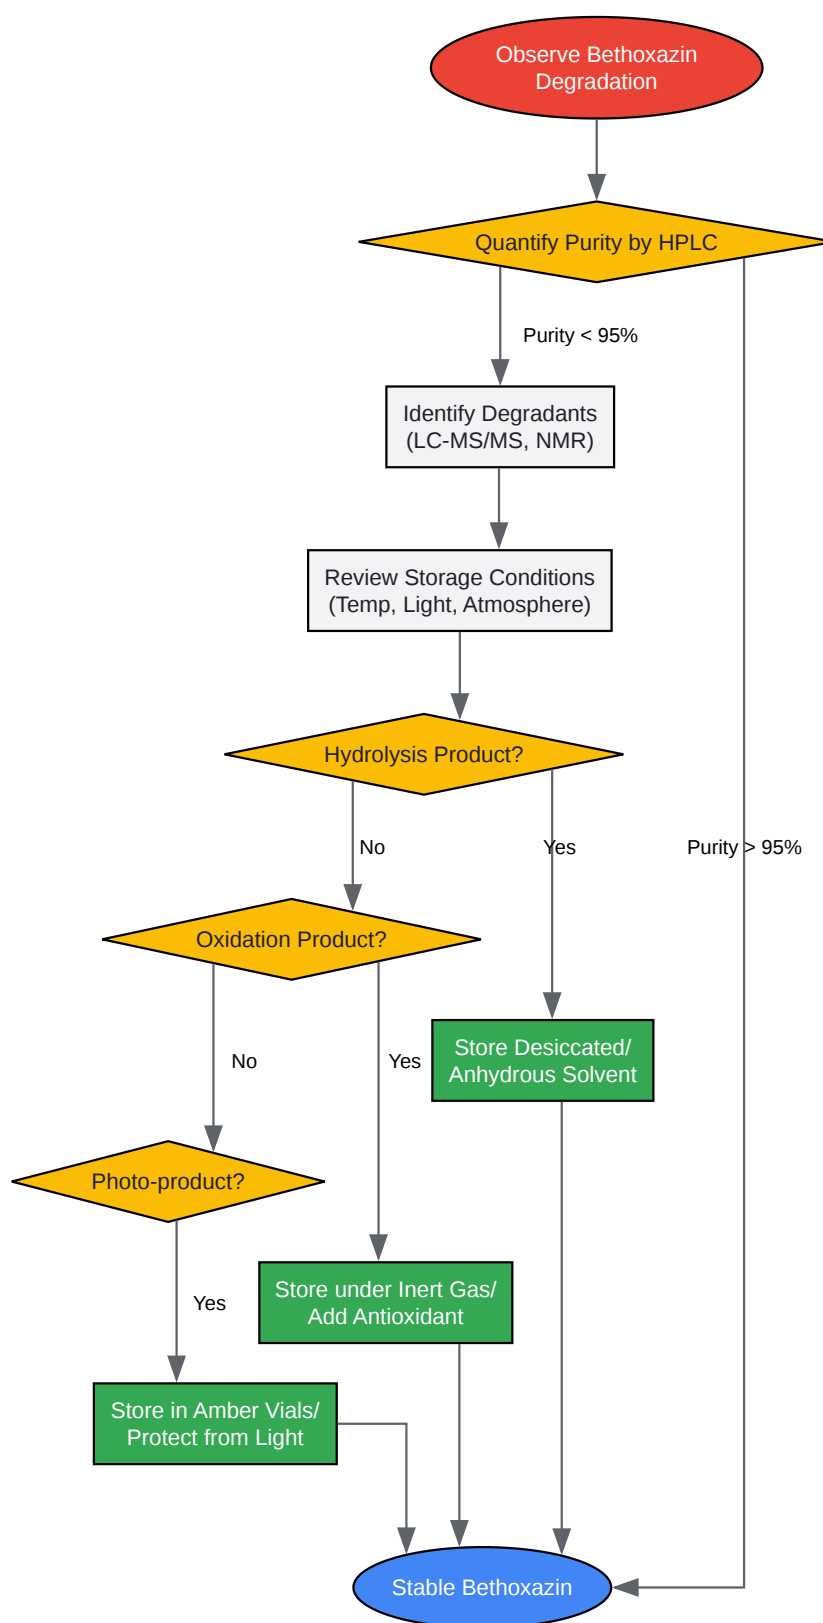 Observe Bethoxazin
Degradation
Quantify Purity by HPLC
Purity < 95%
Identify Degradants
(LC-MS/MS, NMR)
Review Storage Conditions
(Temp, Light, Atmosphere)
Hydrolysis Product?
No
Yes
Purity > 95%
Oxidation Product?
Store Desiccated/
Anhydrous Solvent
No
Yes
Photo-product?
Store under Inert Gas/
Add Antioxidant
Yes
Store in Amber Vials/
Protect from Light
Stable Bethoxazin